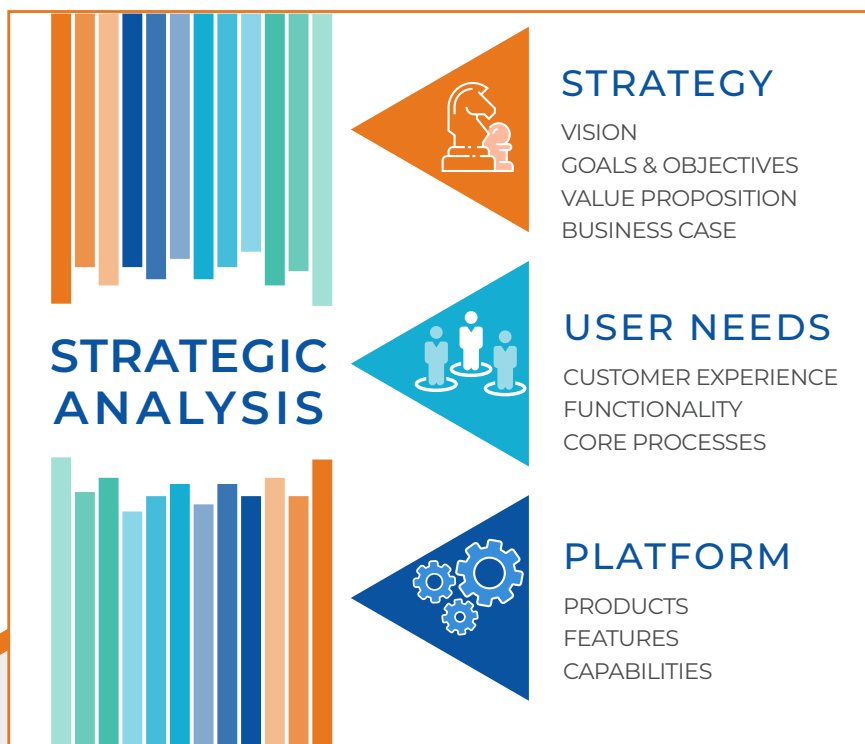 STRATEGIC
ANALYSIS
STRATEGY
VISION
GOALS & OBJECTIVES
VALUE PROPOSITION
BUSINESS CASE
USER NEEDS
CUSTOMER EXPERIENCE
FUNCTIONALITY
CORE PROCESSES
PLATFORM
PRODUCTS
FEATURES
CAPABILITIES